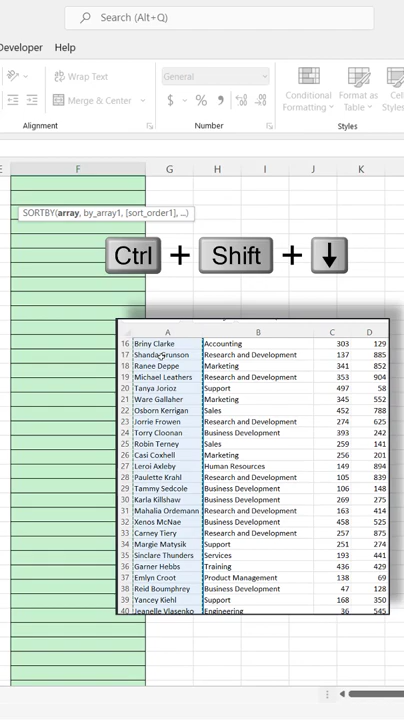 Search (Alt+Q)
Developer Help
Wrap Text General
Merge & Center $ % , Conditional Formatting Format as Table Cell Styles
Alignment Number Styles
E F G H I J K
SORTBY(array, by_array1, [sort_order1], ...)
Ctrl + Shift + ↓
A B C D
16 Briny Clarke Accounting 303 129
17 Shanda Grunson Research and Development 137 885
18 Ranee Deppe Marketing 341 852
19 Michael Leathers Research and Development 353 904
20 Tanya Jorioz Support 497 58
21 Ware Gallaher Marketing 345 552
22 Osborn Kerrigan Sales 452 788
23 Jorrie Frowen Research and Development 274 625
24 Torry Cloonan Business Development 393 242
25 Robin Terney Sales 259 141
26 Casi Coxhell Marketing 256 201
27 Leroi Axleby Human Resources 149 894
28 Paulette Krahl Research and Development 105 839
29 Tammy Sedcole Business Development 106 148
30 Karla Killshaw Business Development 269 275
31 Mahalia Ordemann Research and Development 163 414
32 Xenos McNae Business Development 458 525
33 Carney Tiery Research and Development 257 875
34 Margie Matysik Support 251 274
35 Sinclare Thunders Services 193 441
36 Garner Hebbs Training 436 429
37 Emlyn Croot Product Management 138 69
38 Reid Boumphrey Business Development 47 128
39 Yancey Kiehl Support 168 350
40 Jeanelle Vlasenko Engineering 36 545